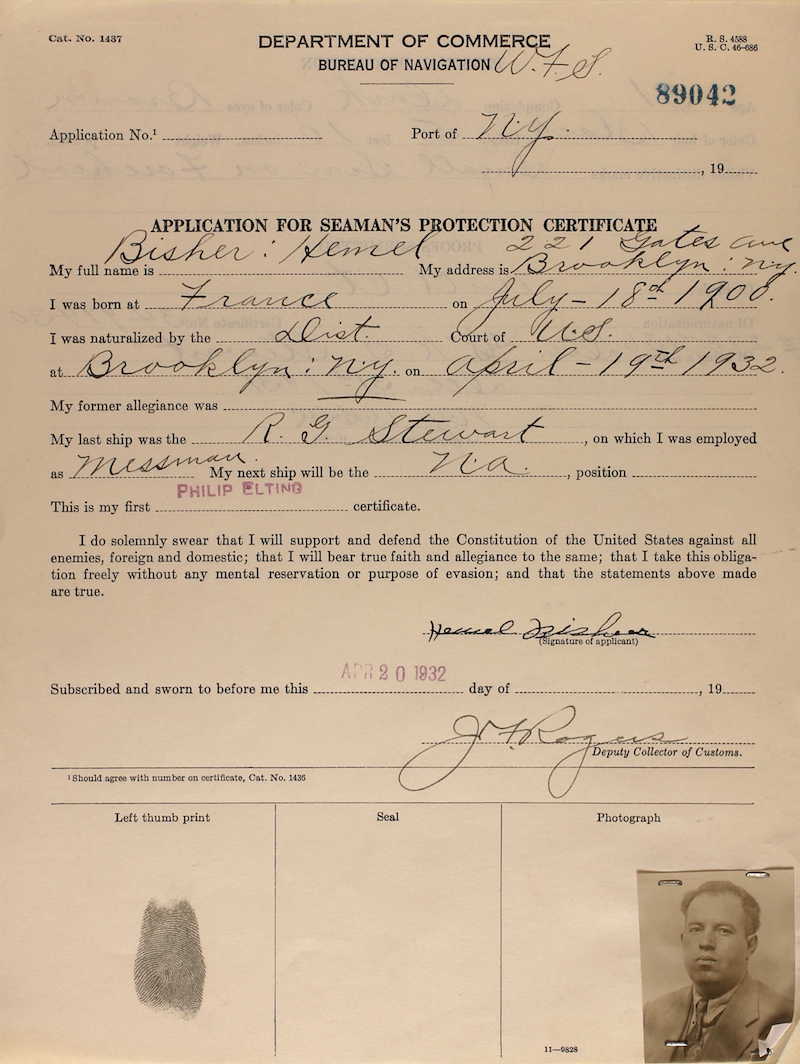 Cat. No. 1437
DEPARTMENT OF COMMERCE
R. S. 4588
U. S. C. 46-686
BUREAU OF NAVIGATION W. F. S.
89042
Application No.¹ Port of N.Y.
, 19
APPLICATION FOR SEAMAN'S PROTECTION CERTIFICATE
221 Gates Ave
My full name is Bisher : Hemel My address is Brooklyn : N.Y.
I was born at France on July - 18th 1900.
I was naturalized by the Dist. Court of U.S.
at Brooklyn : N.Y. on April - 19th 1932.
My former allegiance was
My last ship was the R. G. Stewart, on which I was employed
as Messman. My next ship will be the N.a., position
PHILIP ELTING
This is my first certificate.
I do solemnly swear that I will support and defend the Constitution of the United States against all
enemies, foreign and domestic; that I will bear true faith and allegiance to the same; that I take this obliga-
tion freely without any mental reservation or purpose of evasion; and that the statements above made
are true.
Hemel
(Signature of applicant)
APR 20 1932
Subscribed and sworn to before me this day of , 19
J F Rogers
Deputy Collector of Customs.
¹ Should agree with number on certificate, Cat. No. 1436
Left thumb print Seal Photograph
11—9828